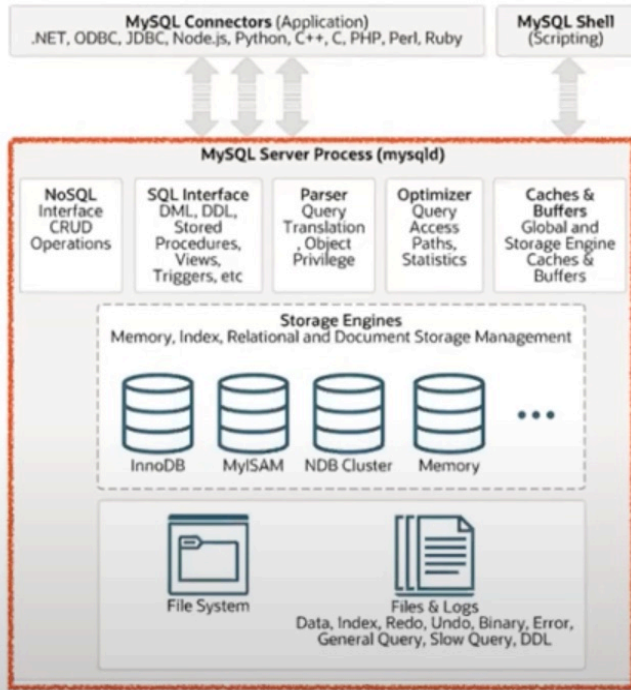 MySQL Connectors (Application)
.NET, ODBC, JDBC, Node.js, Python, C++, C, PHP, Perl, Ruby
MySQL Shell
(Scripting)
MySQL Server Process (mysqld)
NoSQL
Interface
CRUD
Operations
SQL Interface
DML, DDL,
Stored
Procedures,
Views,
Triggers, etc
Parser
Query
Translation
, Object
Privilege
Optimizer
Query
Access
Paths,
Statistics
Caches &
Buffers
Global and
Storage Engine
Caches &
Buffers
Storage Engines
Memory, Index, Relational and Document Storage Management
InnoDB
MyISAM
NDB Cluster
Memory
File System
Files & Logs
Data, Index, Redo, Undo, Binary, Error,
General Query, Slow Query, DDL